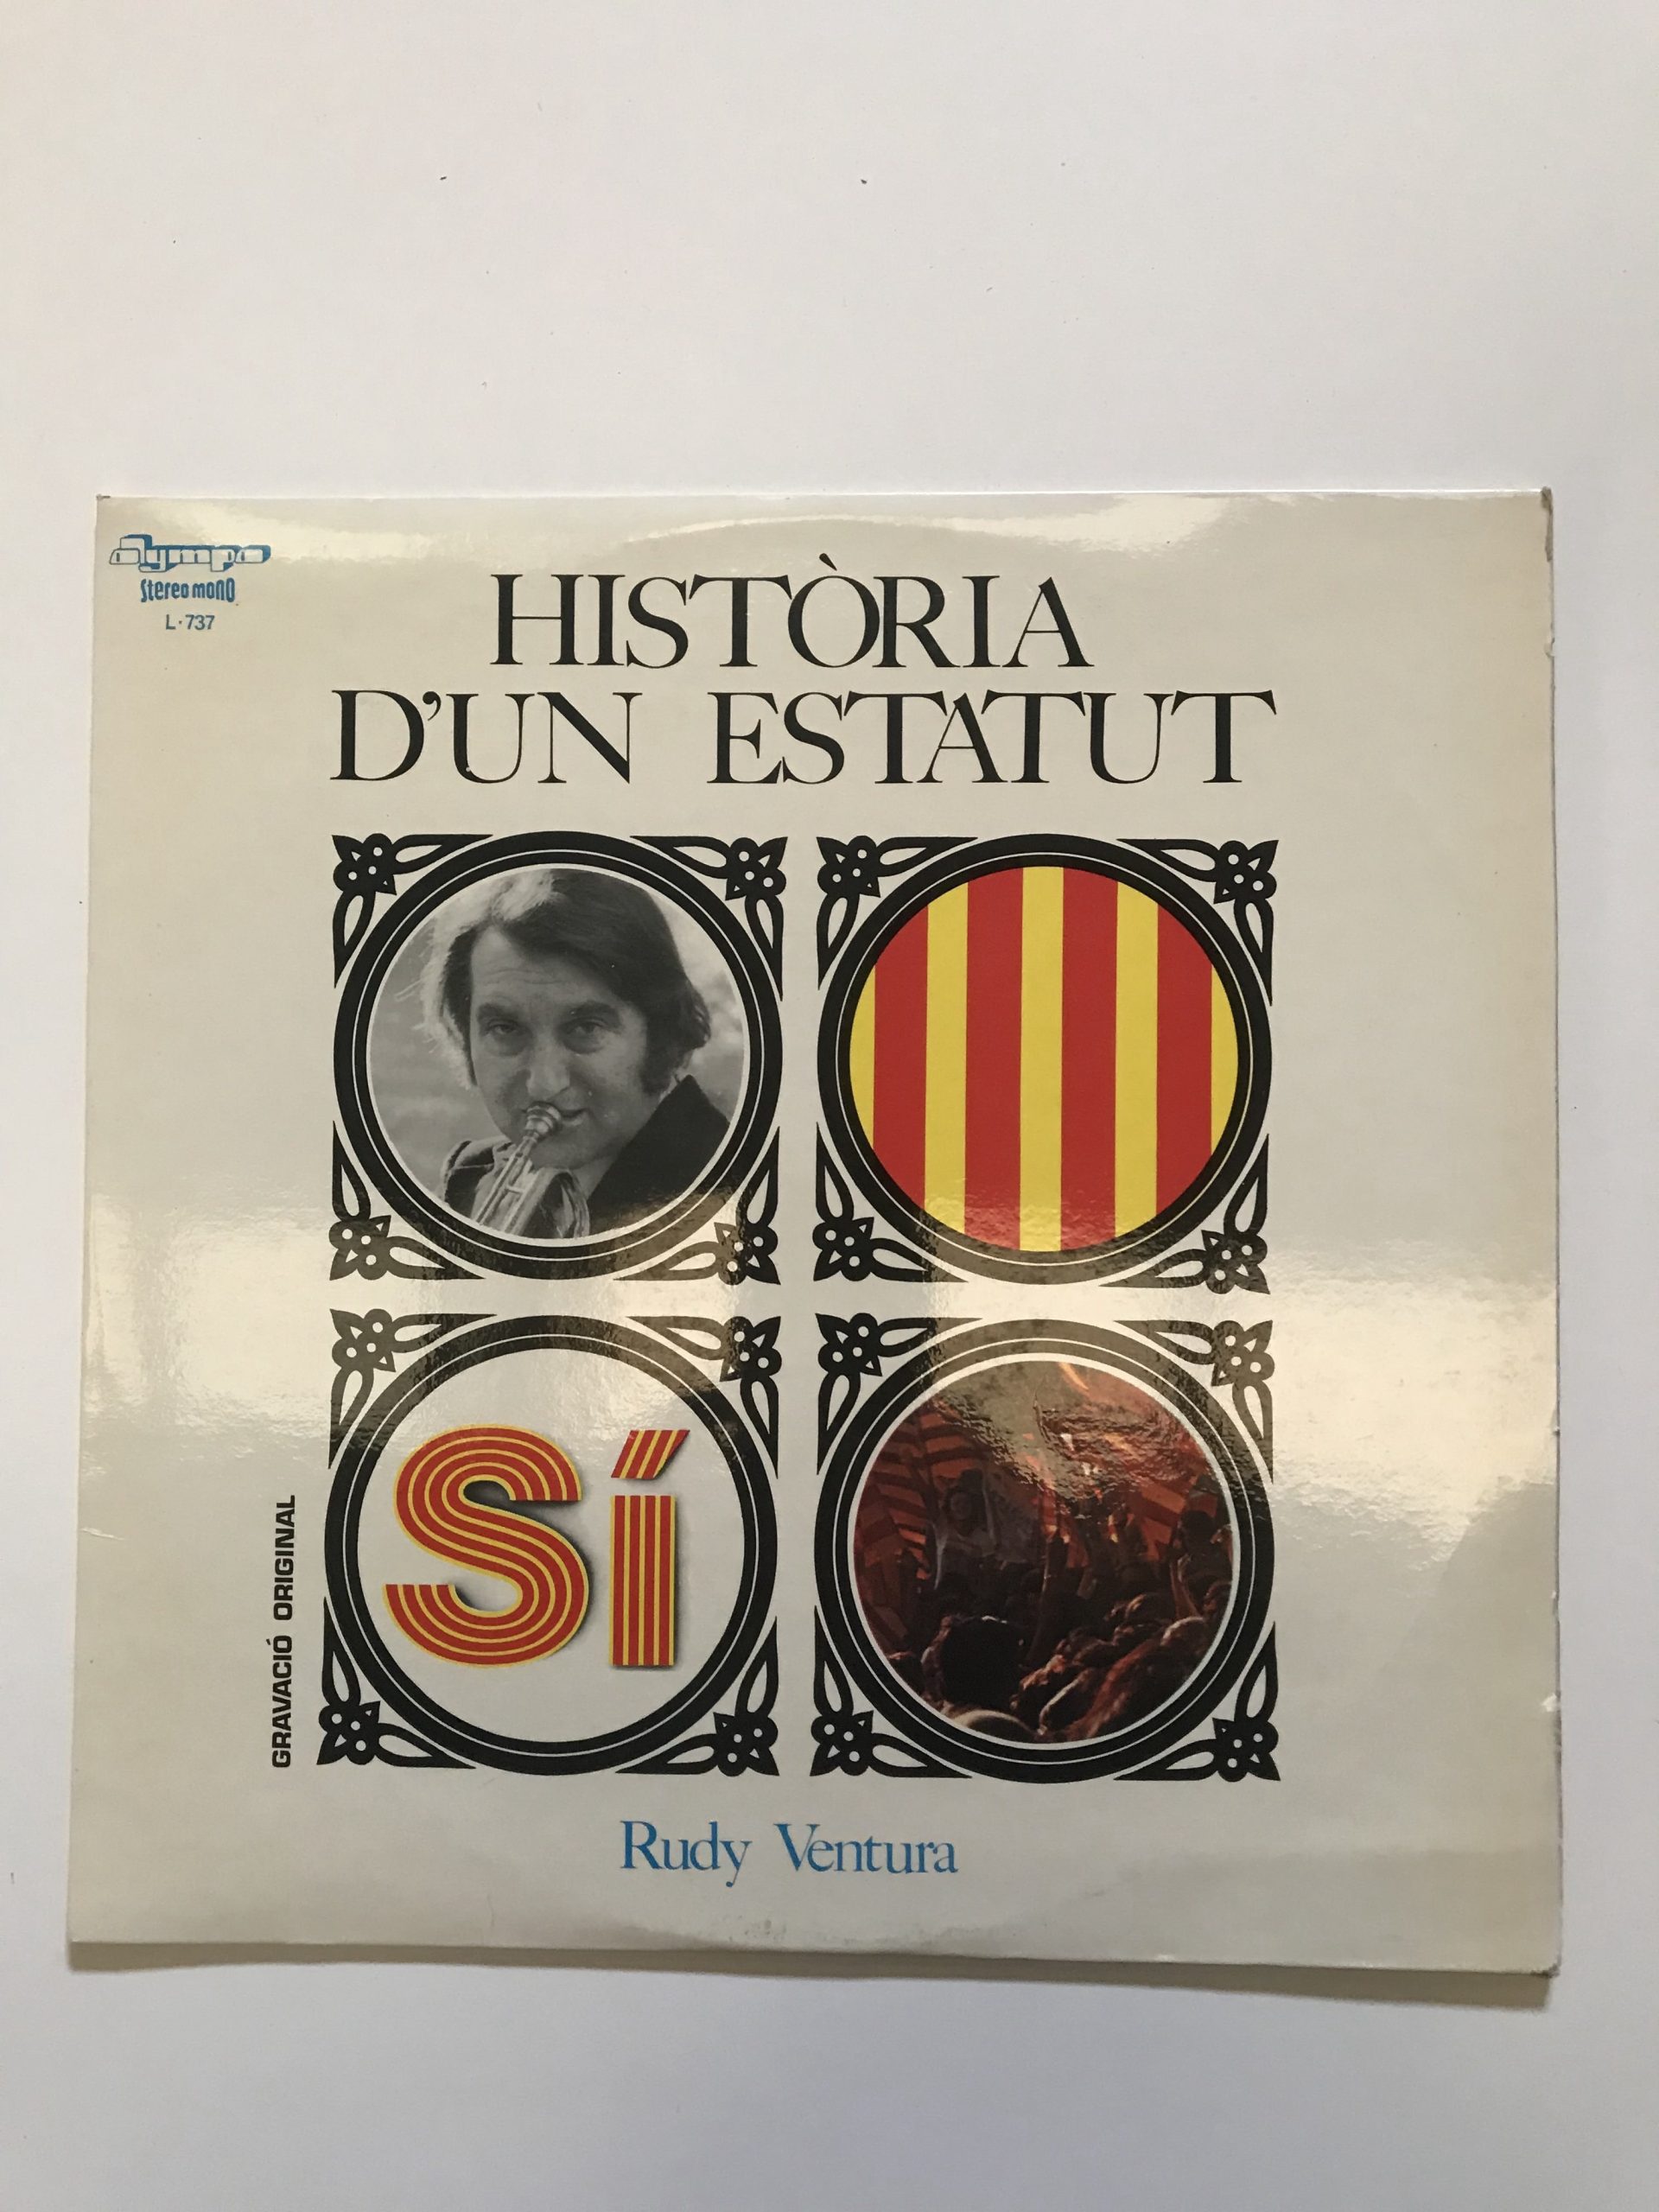 Olympo
Stereo mono
L-737
HISTÒRIA
D'UN ESTATUT
Sí
GRAVACIÓ ORIGINAL
Rudy Ventura